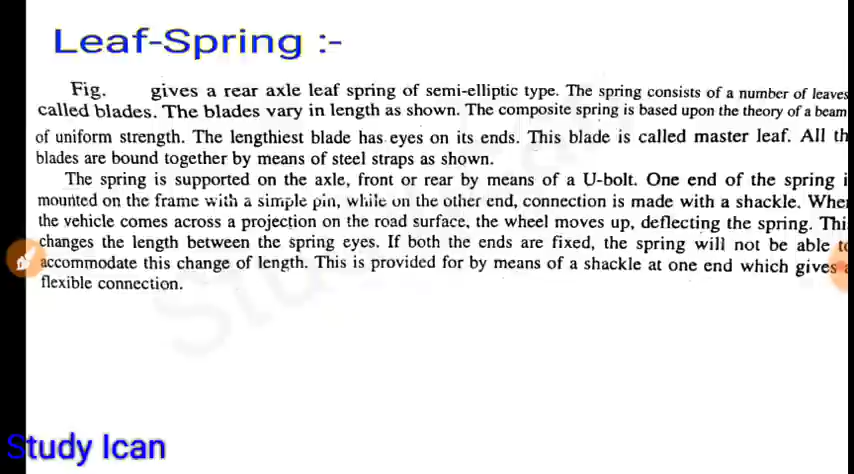 Leaf-Spring :-
Fig. gives a rear axle leaf spring of semi-elliptic type. The spring consists of a number of leaves
called blades. The blades vary in length as shown. The composite spring is based upon the theory of a beam
of uniform strength. The lengthiest blade has eyes on its ends. This blade is called master leaf. All th
blades are bound together by means of steel straps as shown.
The spring is supported on the axle, front or rear by means of a U-bolt. One end of the spring i
mounted on the frame with a simple pin, while on the other end, connection is made with a shackle. Whe
the vehicle comes across a projection on the road surface, the wheel moves up, deflecting the spring. Thi
changes the length between the spring eyes. If both the ends are fixed, the spring will not be able to
accommodate this change of length. This is provided for by means of a shackle at one end which gives a
flexible connection.
Study Ican